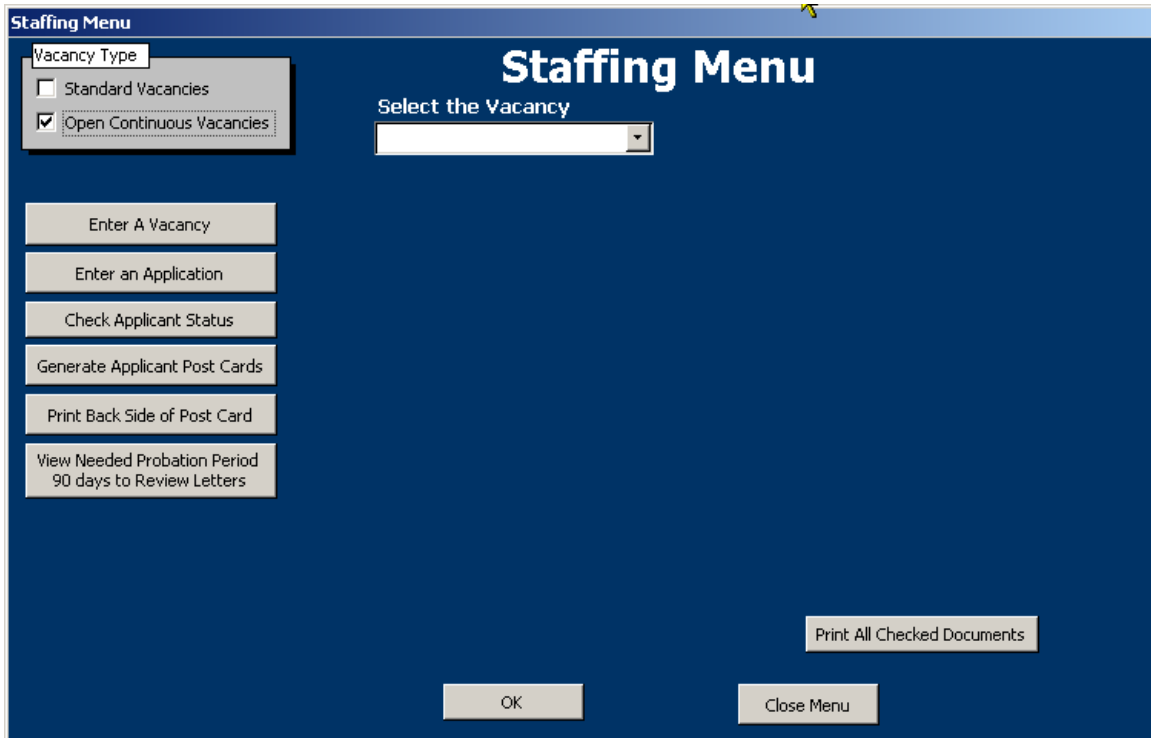 Staffing Menu
Vacancy Type
Standard Vacancies
Open Continuous Vacancies
Staffing Menu
Select the Vacancy
Enter A Vacancy
Enter an Application
Check Applicant Status
Generate Applicant Post Cards
Print Back Side of Post Card
View Needed Probation Period
90 days to Review Letters
Print All Checked Documents
OK
Close Menu